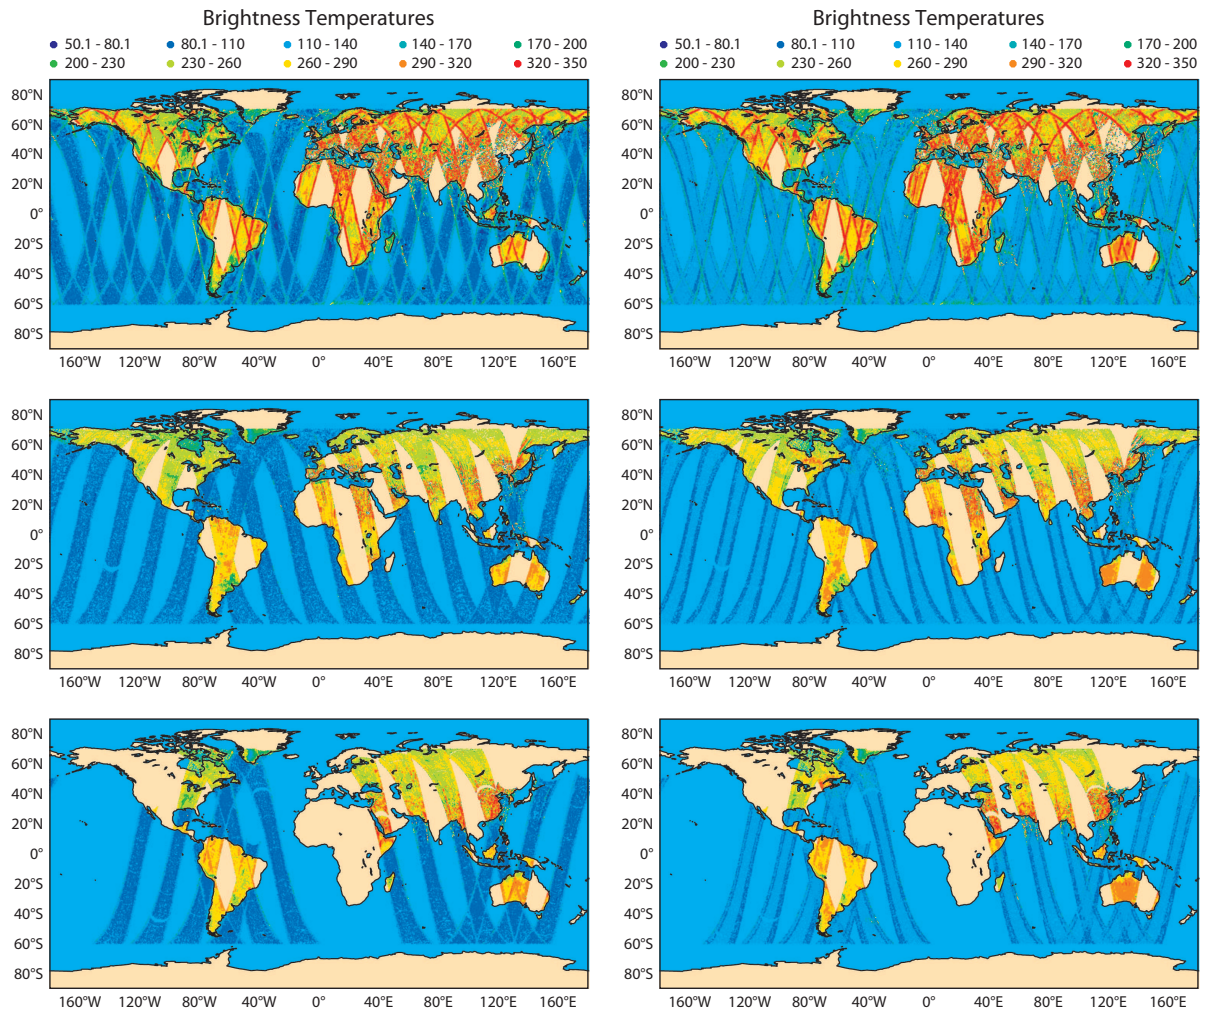 Brightness Temperatures
50.1 - 80.1 80.1 - 110 110 - 140 140 - 170 170 - 200
200 - 230 230 - 260 260 - 290 290 - 320 320 - 350
80°N
60°N
40°N
20°N
0°
20°S
40°S
60°S
80°S
160°W 120°W 80°W 40°W 0° 40°E 80°E 120°E 160°E
Brightness Temperatures
50.1 - 80.1 80.1 - 110 110 - 140 140 - 170 170 - 200
200 - 230 230 - 260 260 - 290 290 - 320 320 - 350
80°N
60°N
40°N
20°N
0°
20°S
40°S
60°S
80°S
160°W 120°W 80°W 40°W 0° 40°E 80°E 120°E 160°E
80°N
60°N
40°N
20°N
0°
20°S
40°S
60°S
80°S
160°W 120°W 80°W 40°W 0° 40°E 80°E 120°E 160°E
80°N
60°N
40°N
20°N
0°
20°S
40°S
60°S
80°S
160°W 120°W 80°W 40°W 0° 40°E 80°E 120°E 160°E
80°N
60°N
40°N
20°N
0°
20°S
40°S
60°S
80°S
160°W 120°W 80°W 40°W 0° 40°E 80°E 120°E 160°E
80°N
60°N
40°N
20°N
0°
20°S
40°S
60°S
80°S
160°W 120°W 80°W 40°W 0° 40°E 80°E 120°E 160°E